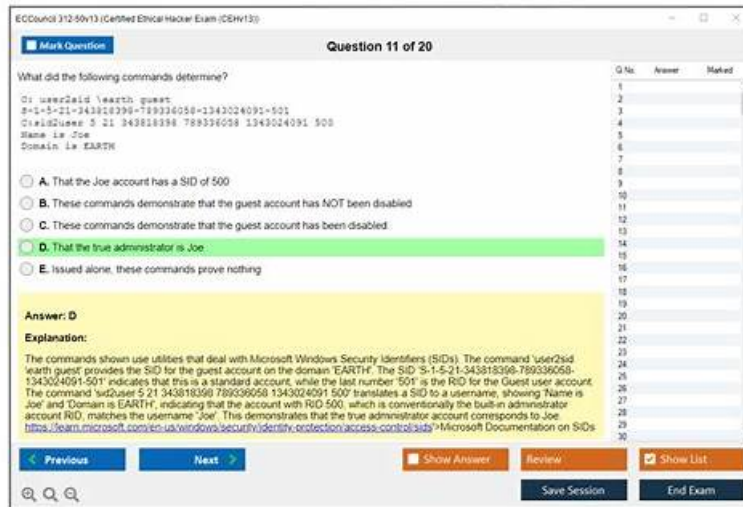 ECCouncil 312-50v13 (Certified Ethical Hacker Exam (CEHv13))
Mark Question
Question 11 of 20
What did the following commands determine?
C: user2sid \earth guest
S-1-5-21-343818398-789336058-1343024091-501
C:sid2user 5 21 343818398 789336058 1343024091 500
Name is Joe
Domain is EARTH
A. That the Joe account has a SID of 500
B. These commands demonstrate that the guest account has NOT been disabled
C. These commands demonstrate that the guest account has been disabled
D. That the true administrator is Joe
E. Issued alone, these commands prove nothing
Answer: D
Explanation:
The commands shown use utilities that deal with Microsoft Windows Security Identifiers (SIDs). The command 'user2sid
\earth guest' provides the SID for the guest account on the domain 'EARTH'. The SID 'S-1-5-21-343818398-789336058-
1343024091-501' indicates that this is a standard account, while the last number '501' is the RID for the Guest user account.
The command 'sid2user 5 21 343818398 789336058 1343024091 500' translates a SID to a username, showing 'Name is
Joe' and 'Domain is EARTH', indicating that the account with RID 500, which is conventionally the built-in administrator
account RID, matches the username 'Joe'. This demonstrates that the true administrator account corresponds to Joe.
https://learn.microsoft.com/en-us/windows/security/identity-protection/access-control/sids'>Microsoft Documentation on SIDs
Q No. Answer Marked
1
2
3
4
5
6
7
8
9
10
11
12
13
14
15
16
17
18
19
20
21
22
23
24
25
26
27
28
29
30
Previous
Next
Show Answer
Review
Show List
Save Session
End Exam